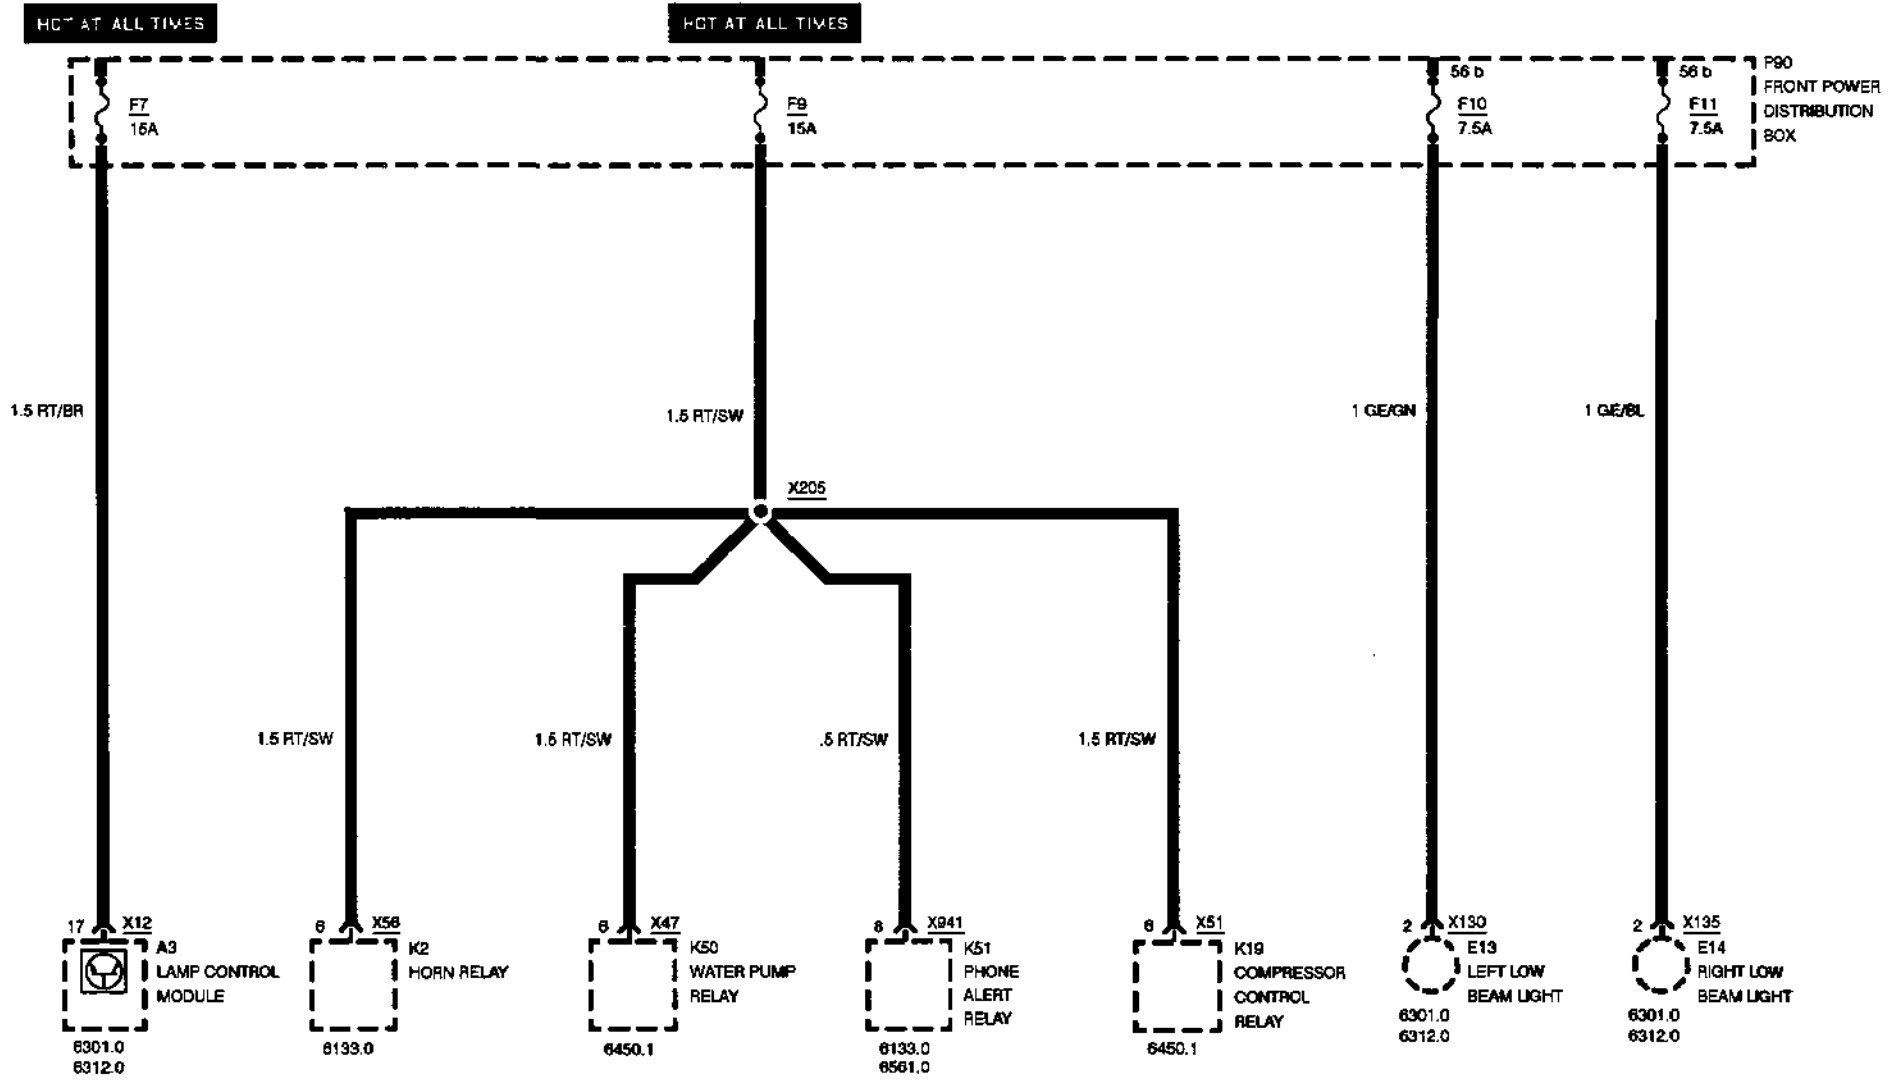 HOT AT ALL TIMES
HOT AT ALL TIMES
P90
FRONT POWER
DISTRIBUTION
BOX
F7
15A
F9
15A
56 b
F10
7.5A
56 b
F11
7.5A
1.5 RT/BR
1.5 RT/SW
1 GE/GN
1 GE/BL
X205
1.5 RT/SW
1.5 RT/SW
.5 RT/SW
1.5 RT/SW
17 X12
A3
LAMP CONTROL
MODULE
6301.0
6312.0
6 X56
K2
HORN RELAY
6133.0
6 X47
K50
WATER PUMP
RELAY
6450.1
8 X941
K51
PHONE
ALERT
RELAY
6133.0
6561.0
6 X51
K19
COMPRESSOR
CONTROL
RELAY
6450.1
2 X130
E13
LEFT LOW
BEAM LIGHT
6301.0
6312.0
2 X135
E14
RIGHT LOW
BEAM LIGHT
6301.0
6312.0